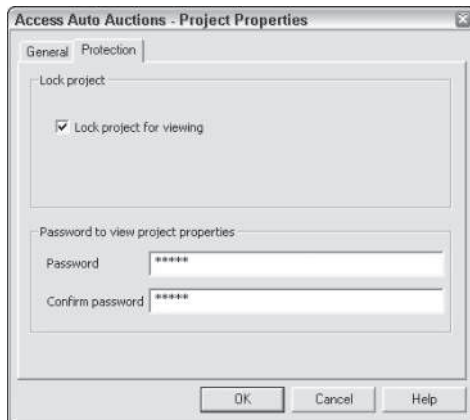 Access Auto Auctions - Project Properties
General Protection
Lock project
Lock project for viewing
Password to view project properties
Password *****
Confirm password *****
OK Cancel Help